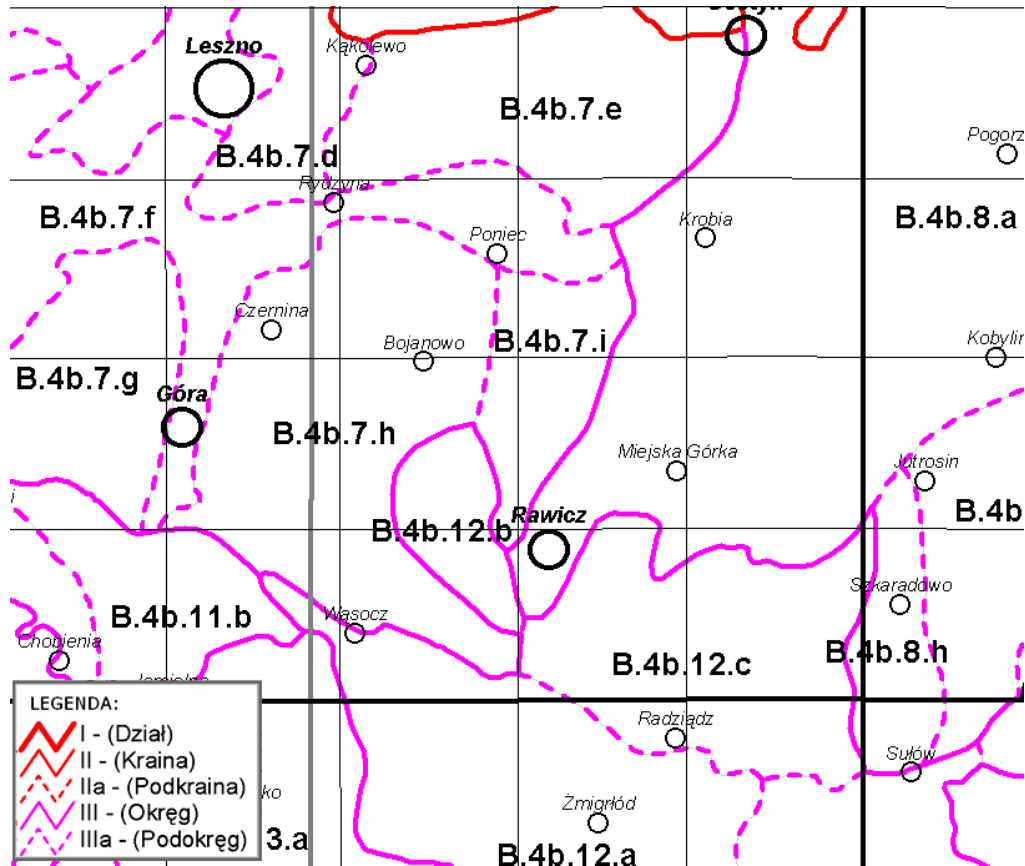 Leszno
Kąkolewo
B.4b.7.e
Pogorz
B.4b.7.d
Rydzyna
B.4b.7.f
Krobia
B.4b.8.a
Poniec
Czernina
Bojanowo
B.4b.7.i
Kobylin
B.4b.7.g
Góra
B.4b.7.h
Miejska Górka
Jutrosin
i
Rawicz
B.4b
B.4b.12.b
Szkaradowo
B.4b.11.b
Wąsocz
Chobienia
B.4b.12.c
B.4b.8.h
LEGENDA:
I - (Dział)
II - (Kraina)
IIa - (Podkraina)
III - (Okręg)
IIIa - (Podokręg)
Radziądz
Sułów
ko
Żmigród
3.a
B.4b.12.a